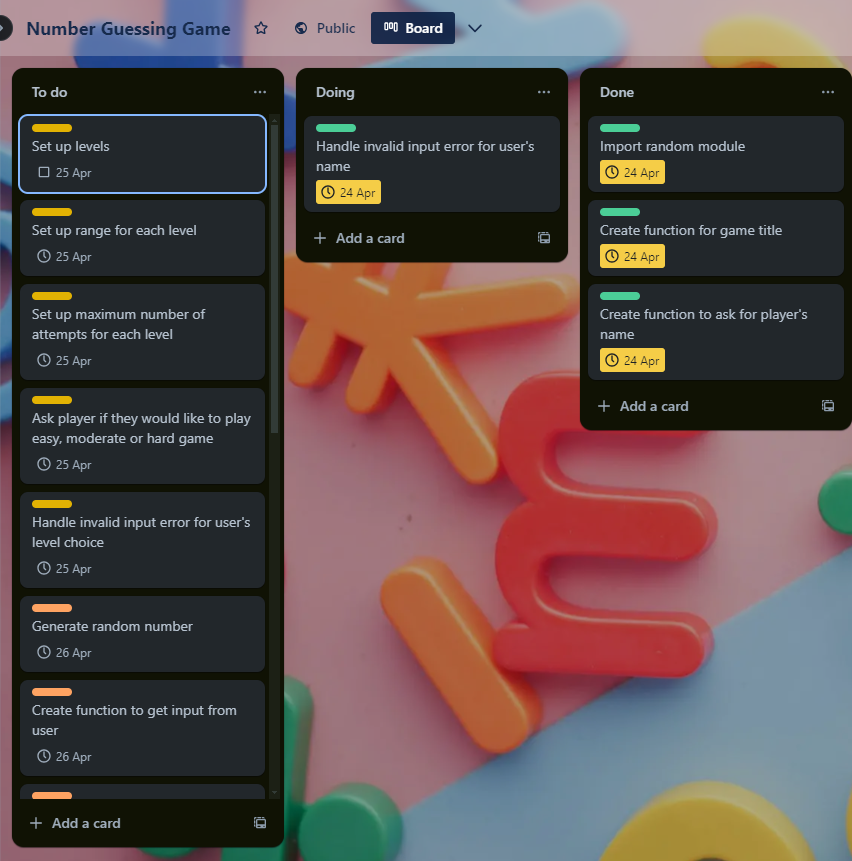 Number Guessing Game
Public
Board
To do
Set up levels
25 Apr
Set up range for each level
25 Apr
Set up maximum number of
attempts for each level
25 Apr
Ask player if they would like to play
easy, moderate or hard game
25 Apr
Handle invalid input error for user's
level choice
25 Apr
Generate random number
26 Apr
Create function to get input from
user
26 Apr
Add a card
Doing
Handle invalid input error for user's
name
24 Apr
Add a card
Done
Import random module
24 Apr
Create function for game title
24 Apr
Create function to ask for player's
name
24 Apr
Add a card